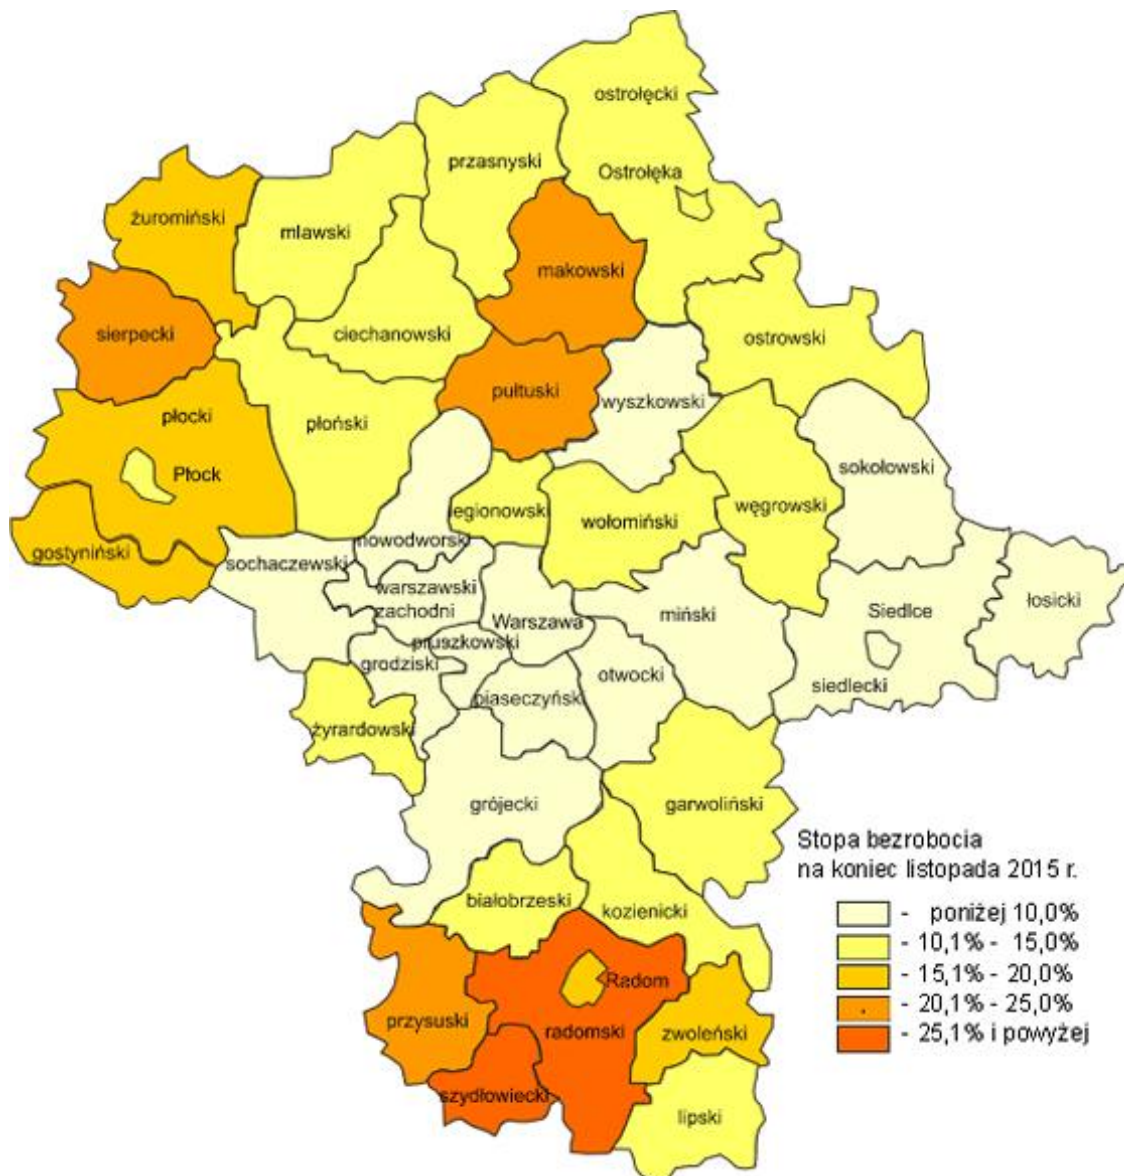 ostrołęcki
przasnyski
Ostrołęka
żuromiński
mławski
makowski
sierpecki
ciechanowski
ostrowski
pułtuski
wyszkowski
płocki
płoński
Płock
sokołowski
legionowski
wołomiński
węgrowski
gostyniński
nowodworski
sochaczewski
warszawski
zachodni
Warszawa
miński
Siedlce
łosicki
pruszkowski
grodziski
otwocki
siedlecki
piaseczyński
żyrardowski
grójecki
garwoliński
białobrzeski
kozienicki
Radom
przysuski
radomski
zwoleński
szydłowiecki
lipski
Stopa bezrobocia
na koniec listopada 2015 r.
- poniżej 10,0%
- 10,1% - 15,0%
- 15,1% - 20,0%
- 20,1% - 25,0%
- 25,1% i powyżej